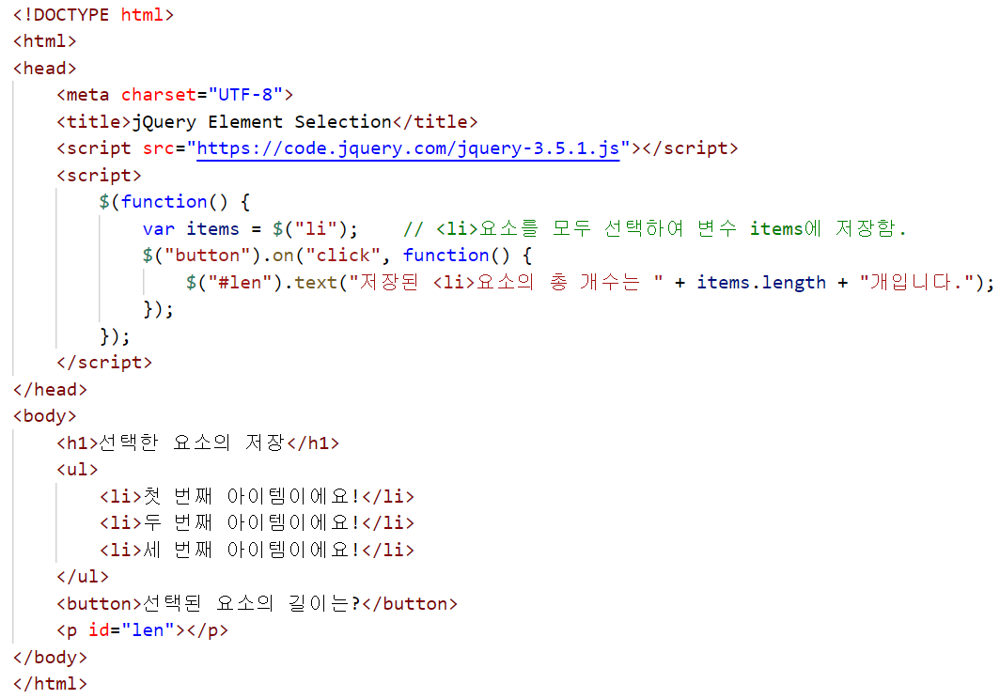 <!DOCTYPE html>
<html>
<head>
    <meta charset="UTF-8">
    <title>jQuery Element Selection</title>
    <script src="https://code.jquery.com/jquery-3.5.1.js"></script>
    <script>
        $(function() {
            var items = $("li");    // <li>요소를 모두 선택하여 변수 items에 저장함.
            $("button").on("click", function() {
                $("#len").text("저장된 <li>요소의 총 개수는 " + items.length + "개입니다.");
            });
        });
    </script>
</head>
<body>
    <h1>선택한 요소의 저장</h1>
    <ul>
        <li>첫 번째 아이템이에요!</li>
        <li>두 번째 아이템이에요!</li>
        <li>세 번째 아이템이에요!</li>
    </ul>
    <button>선택된 요소의 길이는?</button>
    <p id="len"></p>
</body>
</html>